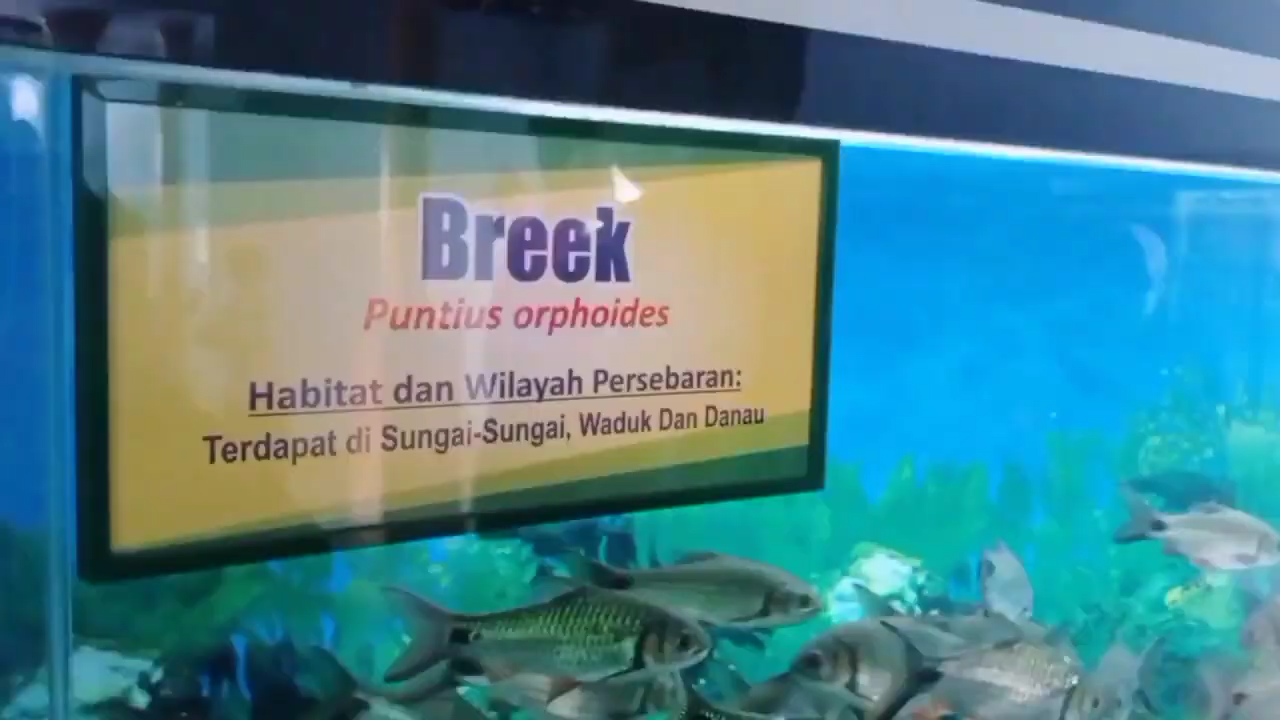 Breek
Puntius orphoides
Habitat dan Wilayah Persebaran:
Terdapat di Sungai-Sungai, Waduk Dan Danau